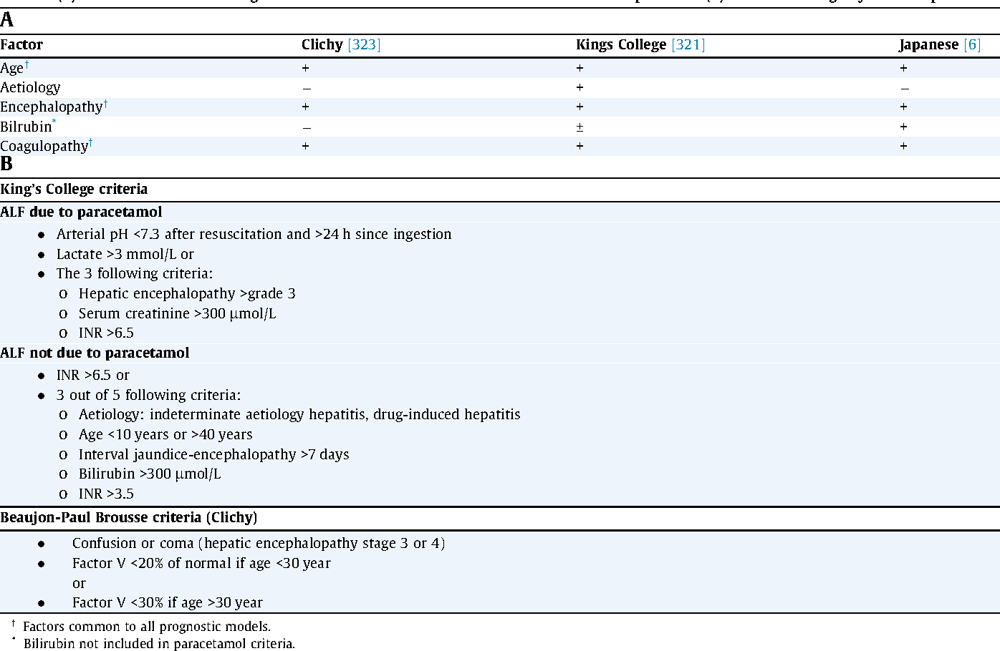 A
Factor Clichy [323] Kings College [321] Japanese [6]
Age† + + +
Aetiology − + −
Encephalopathy† + + +
Bilrubin* − ± +
Coagulopathy† + + +
B
King's College criteria
ALF due to paracetamol
● Arterial pH <7.3 after resuscitation and >24 h since ingestion
● Lactate >3 mmol/L or
● The 3 following criteria:
o Hepatic encephalopathy >grade 3
o Serum creatinine >300 μmol/L
o INR >6.5
ALF not due to paracetamol
● INR >6.5 or
● 3 out of 5 following criteria:
o Aetiology: indeterminate aetiology hepatitis, drug-induced hepatitis
o Age <10 years or >40 years
o Interval jaundice-encephalopathy >7 days
o Bilirubin >300 μmol/L
o INR >3.5
Beaujon-Paul Brousse criteria (Clichy)
● Confusion or coma (hepatic encephalopathy stage 3 or 4)
● Factor V <20% of normal if age <30 year
or
● Factor V <30% if age >30 year
† Factors common to all prognostic models.
* Bilirubin not included in paracetamol criteria.